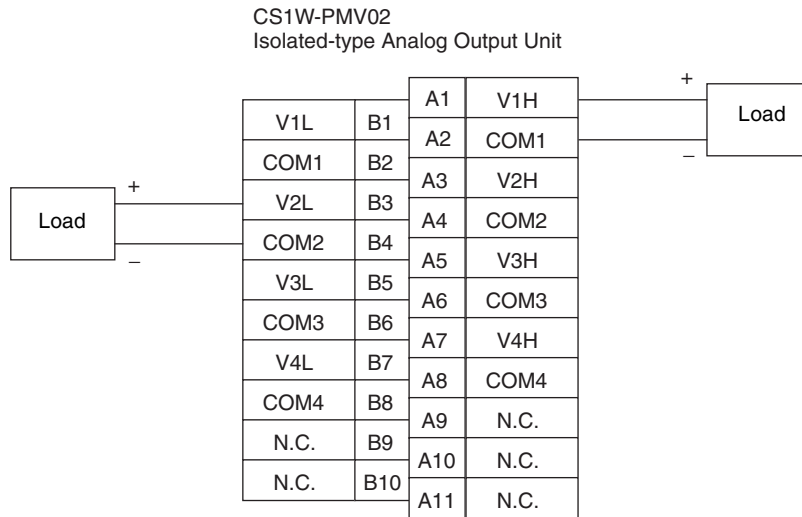 CS1W-PMV02
Isolated-type Analog Output Unit
A1 V1H + Load
V1L B1
A2 COM1 –
COM1 B2
A3 V2H
Load + V2L B3
A4 COM2
– COM2 B4
A5 V3H
V3L B5
A6 COM3
COM3 B6
A7 V4H
V4L B7
A8 COM4
COM4 B8
A9 N.C.
N.C. B9
A10 N.C.
N.C. B10
A11 N.C.